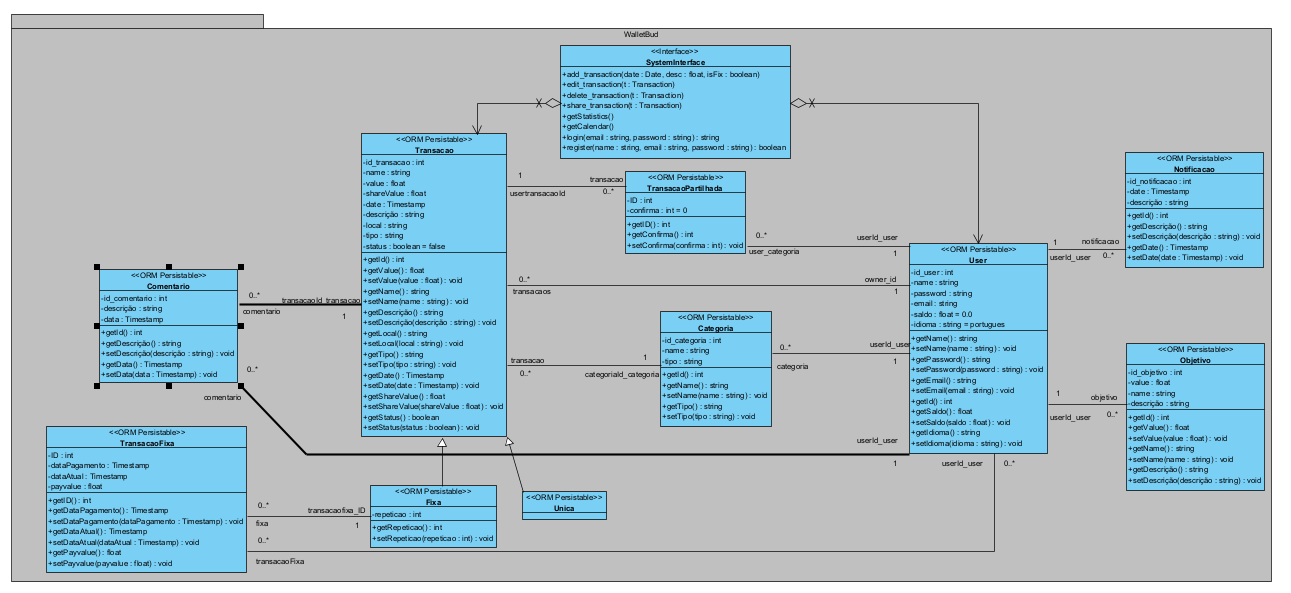 WalletBud
<<Interface>>
SystemInterface
+add_transaction(date : Date, desc : float, isFix : boolean)
+edit_transaction(t : Transaction)
+delete_transaction(t : Transaction)
+share_transaction(t : Transaction)
+getStatistics()
+getCalendar()
+login(email : string, password : string) : string
+register(name : string, email : string, password : string) : boolean
<<ORM Persistable>>
Transacao
-id_transacao : int
-name : string
-value : float
-shareValue : float
-date : Timestamp
-descrição : string
-local : string
-tipo : string
-status : boolean = false
+getId() : int
+getValue() : float
+setValue(value : float) : void
+getName() : string
+setName(name : string) : void
+getDescrição() : string
+setDescrição(descrição : string) : void
+getLocal() : string
+setLocal(local : string) : void
+getTipo() : string
+setTipo(tipo : string) : void
+getDate() : Timestamp
+setDate(date : Timestamp) : void
+getShareValue() : float
+setShareValue(shareValue : float) : void
+getStatus() : boolean
+setStatus(status : boolean) : void
1
transacao
usertransacaoId
0..*
<<ORM Persistable>>
TransacaoPartilhada
-ID : int
-confirma : int = 0
+getID() : int
+getConfirma() : int
+setConfirma(confirma : int) : void
0..*
userId_user
user_categoria
1
<<ORM Persistable>>
Notificacao
-id_notificacao : int
-date : Timestamp
-descrição : string
+getId() : int
+getDescrição() : string
+setDescrição(descrição : string) : void
+getDate() : Timestamp
+setDate(date : Timestamp) : void
1
notificacao
userId_user
0..*
<<ORM Persistable>>
User
-id_user : int
-name : string
-password : string
-email : string
-saldo : float = 0.0
-idioma : string = portugues
+getName() : string
+setName(name : string) : void
+getPassword() : string
+setPassword(password : string) : void
+getEmail() : string
+setEmail(email : string) : void
+getId() : int
+getSaldo() : float
+setSaldo(saldo : float) : void
+getIdioma() : string
+setIdioma(idioma : string) : void
<<ORM Persistable>>
Comentario
-id_comentario : int
-descrição : string
-data : Timestamp
+getId() : int
+getDescrição() : string
+setDescrição(descrição : string) : void
+getData() : Timestamp
+setData(data : Timestamp) : void
0..*
transacaoId_transacao
comentario
1
0..*
comentario
0..*
owner_id
transacaos
1
<<ORM Persistable>>
Categoria
-id_categoria : int
-name : string
-tipo : string
+getId() : int
+getName() : string
+setName(name : string) : void
+getTipo() : string
+setTipo(tipo : string) : void
transacao
1
0..*
categoriaId_categoria
0..*
userId_user
categoria
1
<<ORM Persistable>>
Objetivo
-id_objetivo : int
-value : float
-name : string
-descrição : string
+getId() : int
+getValue() : float
+setValue(value : float) : void
+getName() : string
+setName(name : string) : void
+getDescrição() : string
+setDescrição(descrição : string) : void
1
objetivo
userId_user
0..*
userId_user
1
userId_user
0..*
<<ORM Persistable>>
TransacaoFixa
-ID : int
-dataPagamento : Timestamp
-dataAtual : Timestamp
-payvalue : float
+getID() : int
+getDataPagamento() : Timestamp
+setDataPagamento(dataPagamento : Timestamp) : void
+getDataAtual() : Timestamp
+setDataAtual(dataAtual : Timestamp) : void
+getPayvalue() : float
+setPayvalue(payvalue : float) : void
0..*
transacaofixa_ID
fixa
1
0..*
transacaoFixa
<<ORM Persistable>>
Fixa
-repeticao : int
+getRepeticao() : int
+setRepeticao(repeticao : int) : void
<<ORM Persistable>>
Unica